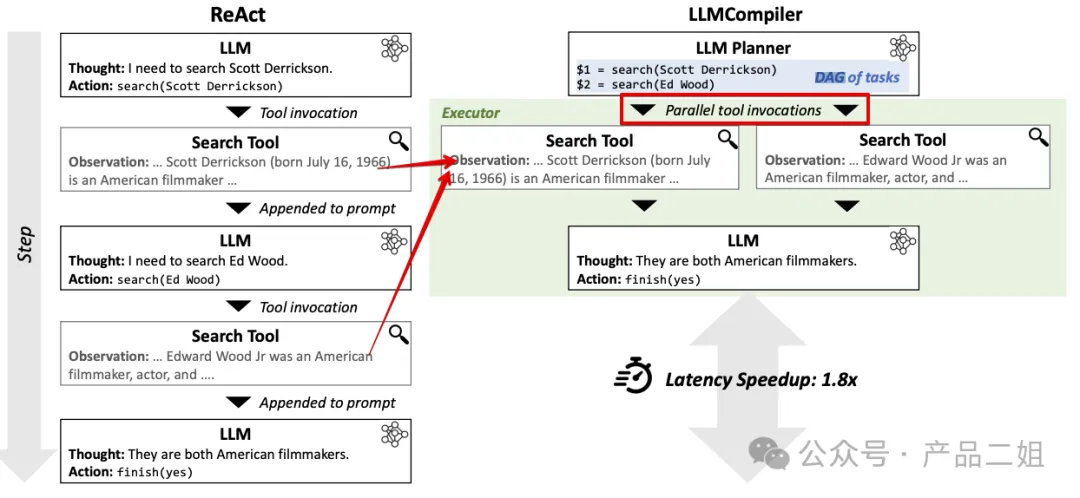 ReAct
LLM
Thought: I need to search Scott Derrickson.
Action: search(Scott Derrickson)
Tool invocation
Search Tool
Observation: ... Scott Derrickson (born July 16, 1966)
is an American filmmaker ...
Appended to prompt
LLM
Thought: I need to search Ed Wood.
Action: search(Ed Wood)
Tool invocation
Search Tool
Observation: ... Edward Wood Jr was an American
filmmaker, actor, and ....
Appended to prompt
LLM
Thought: They are both American filmmakers.
Action: finish(yes)
Step
LLMCompiler
LLM Planner
$1 = search(Scott Derrickson)
$2 = search(Ed Wood)
DAG of tasks
Executor
Parallel tool invocations
Search Tool
Observation: ... Scott Derrickson (born July
16, 1966) is an American filmmaker ...
Search Tool
Observation: ... Edward Wood Jr was an
American filmmaker, actor, and ...
LLM
Thought: They are both American filmmakers.
Action: finish(yes)
Latency Speedup: 1.8x
公众号 · 产品二姐